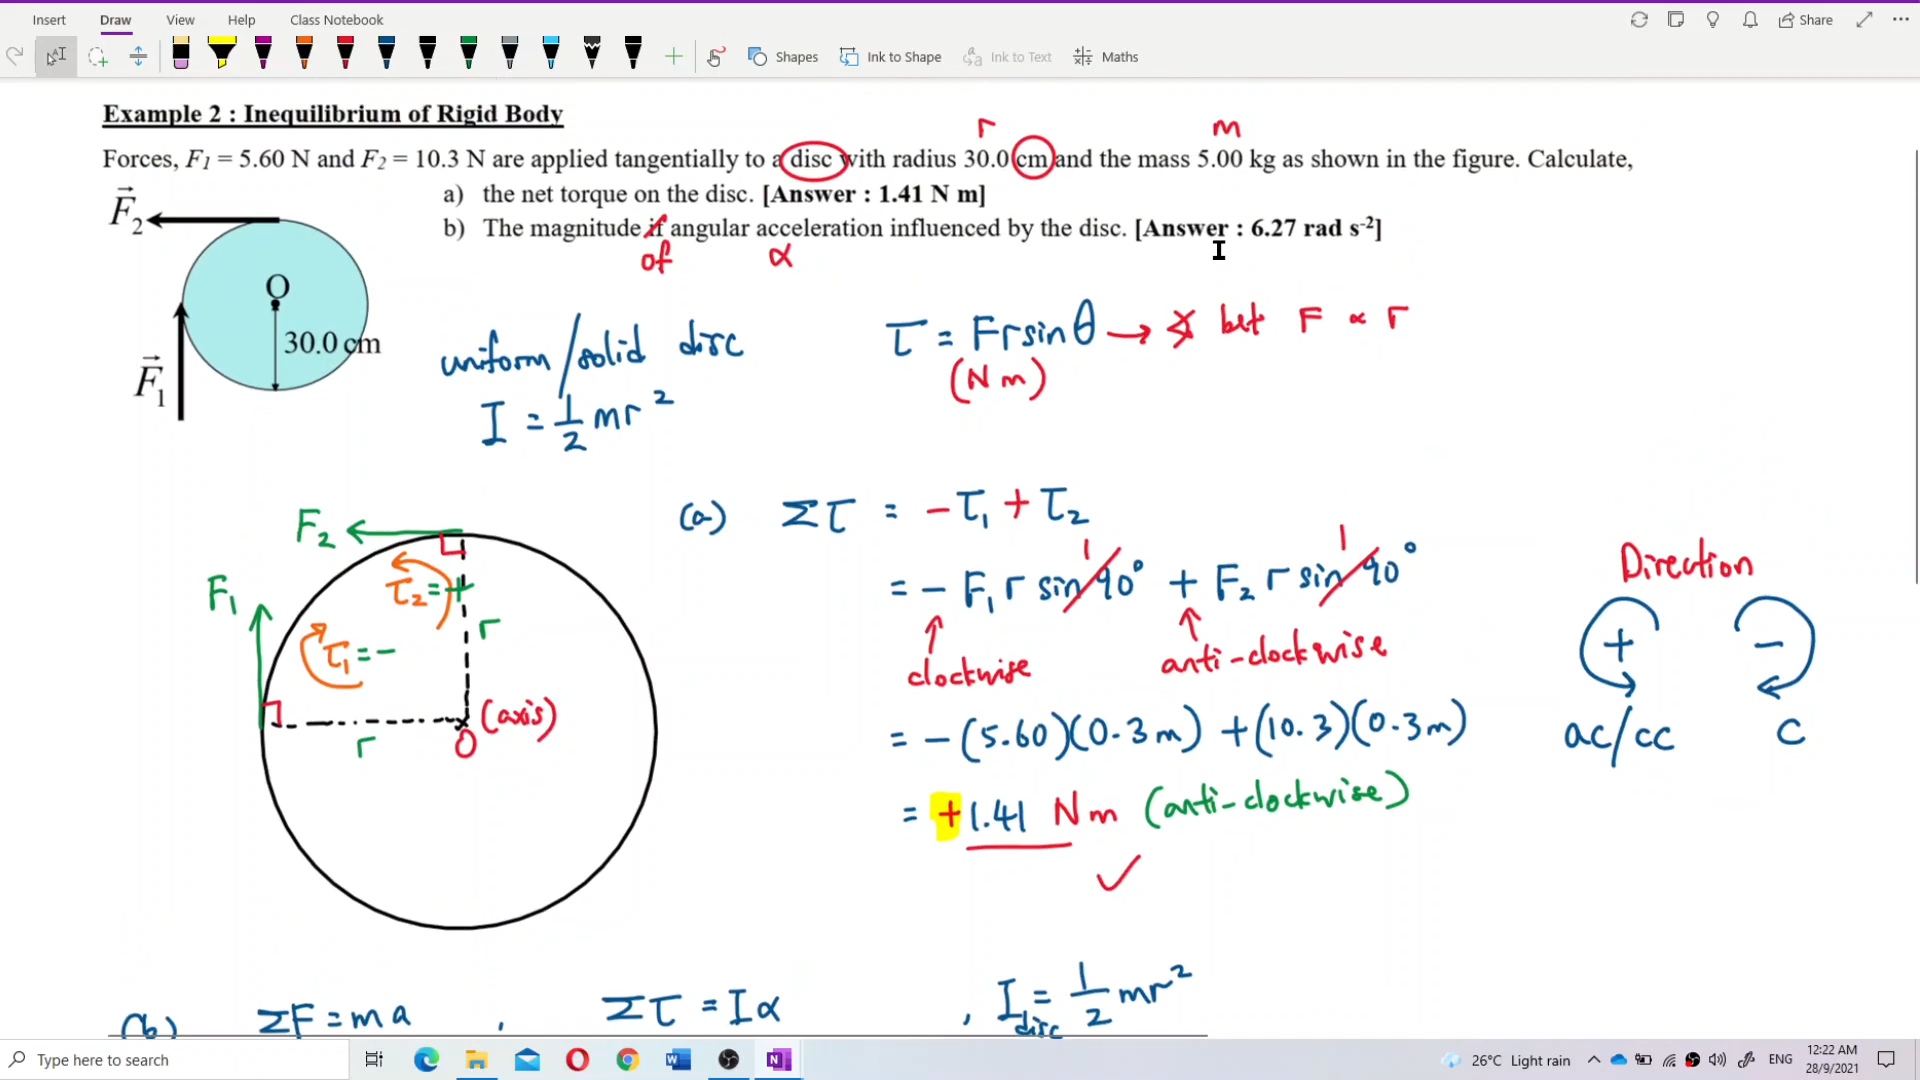 Insert Draw View Help Class Notebook Share
Shapes Ink to Shape Ink to Text Maths
Example 2 : Inequilibrium of Rigid Body
r m
Forces, F1 = 5.60 N and F2 = 10.3 N are applied tangentially to a disc with radius 30.0 cm and the mass 5.00 kg as shown in the figure. Calculate,
a) the net torque on the disc. [Answer : 1.41 N m]
b) The magnitude if angular acceleration influenced by the disc. [Answer : 6.27 rad s-2]
of α
F2
O
30.0 cm
F1
uniform/solid disc
I = 1/2 mr²
τ = Frsinθ → ∡ bet F & r
(N m)
F2
F1
τ2 = +
τ1 = -
r
(axis)
O
r
(a) Στ = -τ1 + τ2
1 1
= - F1 r sin 90° + F2 r sin 90°
clockwise anti-clockwise
= - (5.60)(0.3m) + (10.3)(0.3m)
= +1.41 Nm (anti-clockwise)
Direction
+ -
ac/cc c
(b) ΣF = ma , Στ = Iα , I disc = 1/2 mr²
Type here to search
26°C Light rain
ENG
12:22 AM
28/9/2021